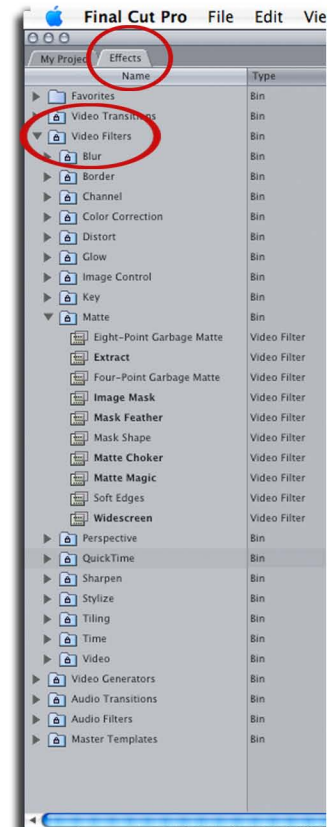 Final Cut Pro File Edit Vie
My Project Effects
Name Type
Favorites Bin
Video Transitions Bin
Video Filters Bin
Blur Bin
Border Bin
Channel Bin
Color Correction Bin
Distort Bin
Glow Bin
Image Control Bin
Key Bin
Matte Bin
Eight-Point Garbage Matte Video Filter
Extract Video Filter
Four-Point Garbage Matte Video Filter
Image Mask Video Filter
Mask Feather Video Filter
Mask Shape Video Filter
Matte Choker Video Filter
Matte Magic Video Filter
Soft Edges Video Filter
Widescreen Video Filter
Perspective Bin
QuickTime Bin
Sharpen Bin
Stylize Bin
Tiling Bin
Time Bin
Video Bin
Video Generators Bin
Audio Transitions Bin
Audio Filters Bin
Master Templates Bin